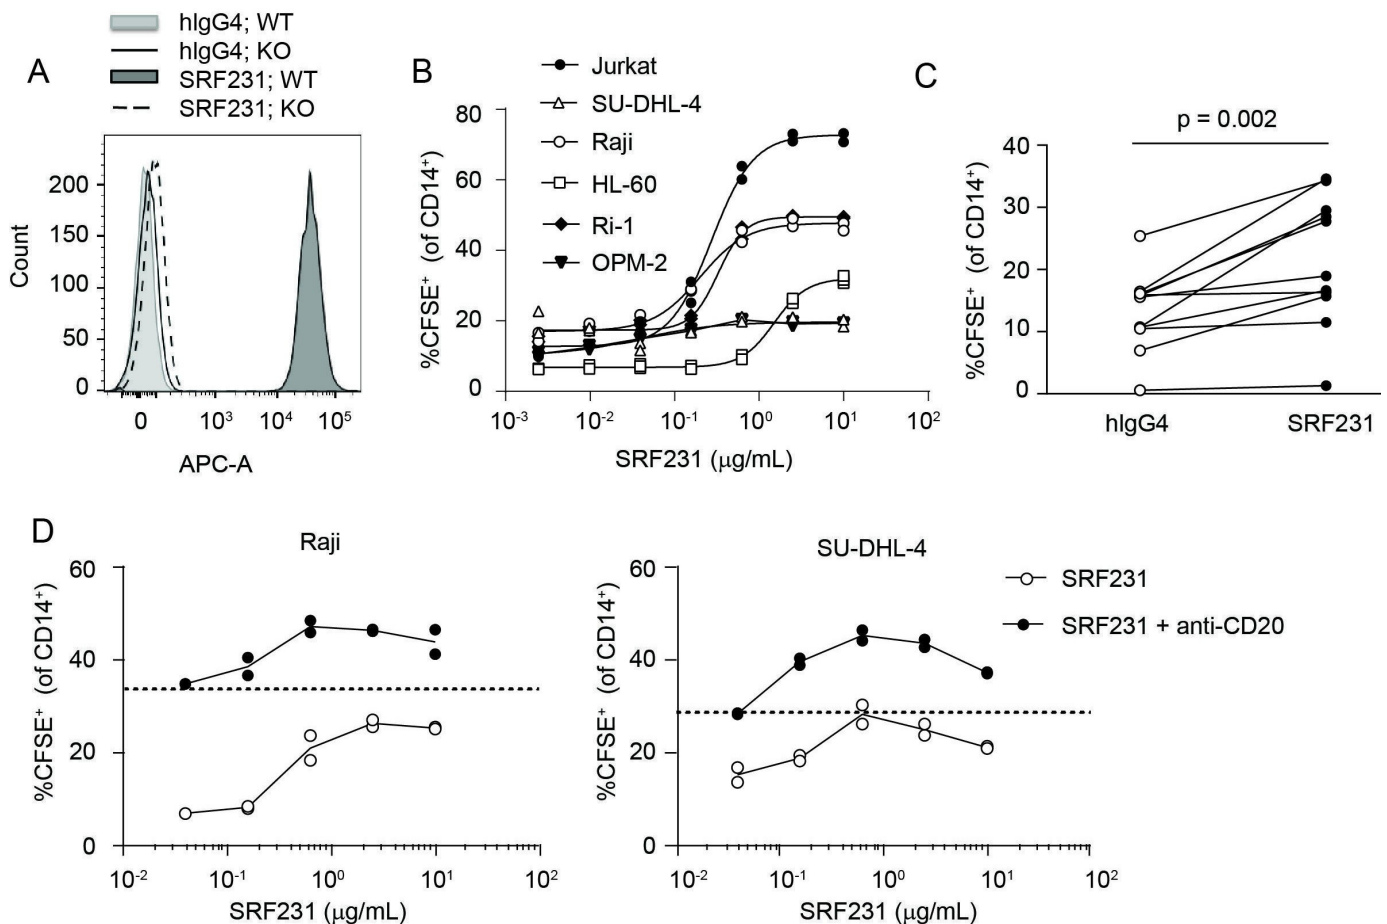 A
hIgG4; WT
hIgG4; KO
SRF231; WT
SRF231; KO
Count
200
150
100
50
0
0
10³
10⁴
10⁵
APC-A
B
Jurkat
SU-DHL-4
Raji
HL-60
Ri-1
OPM-2
%CFSE⁺ (of CD14⁺)
80
60
40
20
0
10⁻³
10⁻²
10⁻¹
10⁰
10¹
10²
SRF231 (μg/mL)
C
p = 0.002
%CFSE⁺ (of CD14⁺)
40
30
20
10
0
hIgG4
SRF231
D
Raji
%CFSE⁺ (of CD14⁺)
60
40
20
0
10⁻²
10⁻¹
10⁰
10¹
10²
SRF231 (μg/mL)
SU-DHL-4
%CFSE⁺ (of CD14⁺)
60
40
20
0
10⁻²
10⁻¹
10⁰
10¹
10²
SRF231 (μg/mL)
SRF231
SRF231 + anti-CD20